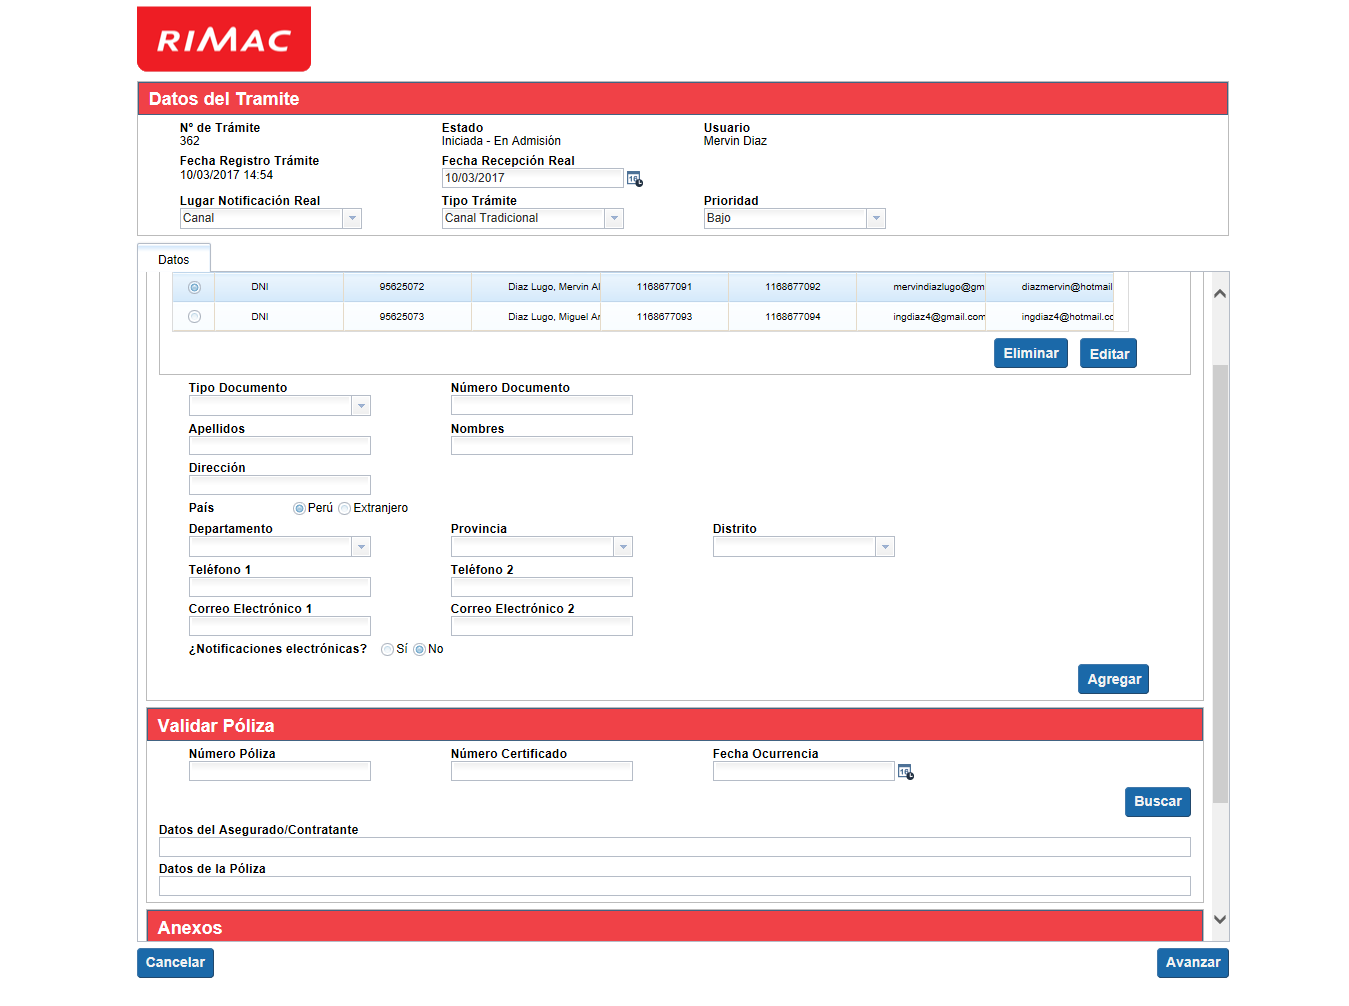 RIMAC
Datos del Tramite
N° de Trámite Estado Usuario
362 Iniciada - En Admisión Mervin Diaz
Fecha Registro Trámite Fecha Recepción Real
10/03/2017 14:54 10/03/2017
Lugar Notificación Real Tipo Trámite Prioridad
Canal Canal Tradicional Bajo
Datos
DNI 95625072 Diaz Lugo, Mervin Al 1168677091 1168677092 mervindiazlugo@gm diazmervin@hotmail
DNI 95625073 Diaz Lugo, Miguel Ar 1168677093 1168677094 ingdiaz4@gmail.com ingdiaz4@hotmail.cc
Eliminar Editar
Tipo Documento Número Documento
Apellidos Nombres
Dirección
País Perú Extranjero
Departamento Provincia Distrito
Teléfono 1 Teléfono 2
Correo Electrónico 1 Correo Electrónico 2
¿Notificaciones electrónicas? Sí No
Agregar
Validar Póliza
Número Póliza Número Certificado Fecha Ocurrencia
Buscar
Datos del Asegurado/Contratante
Datos de la Póliza
Anexos
Cancelar Avanzar